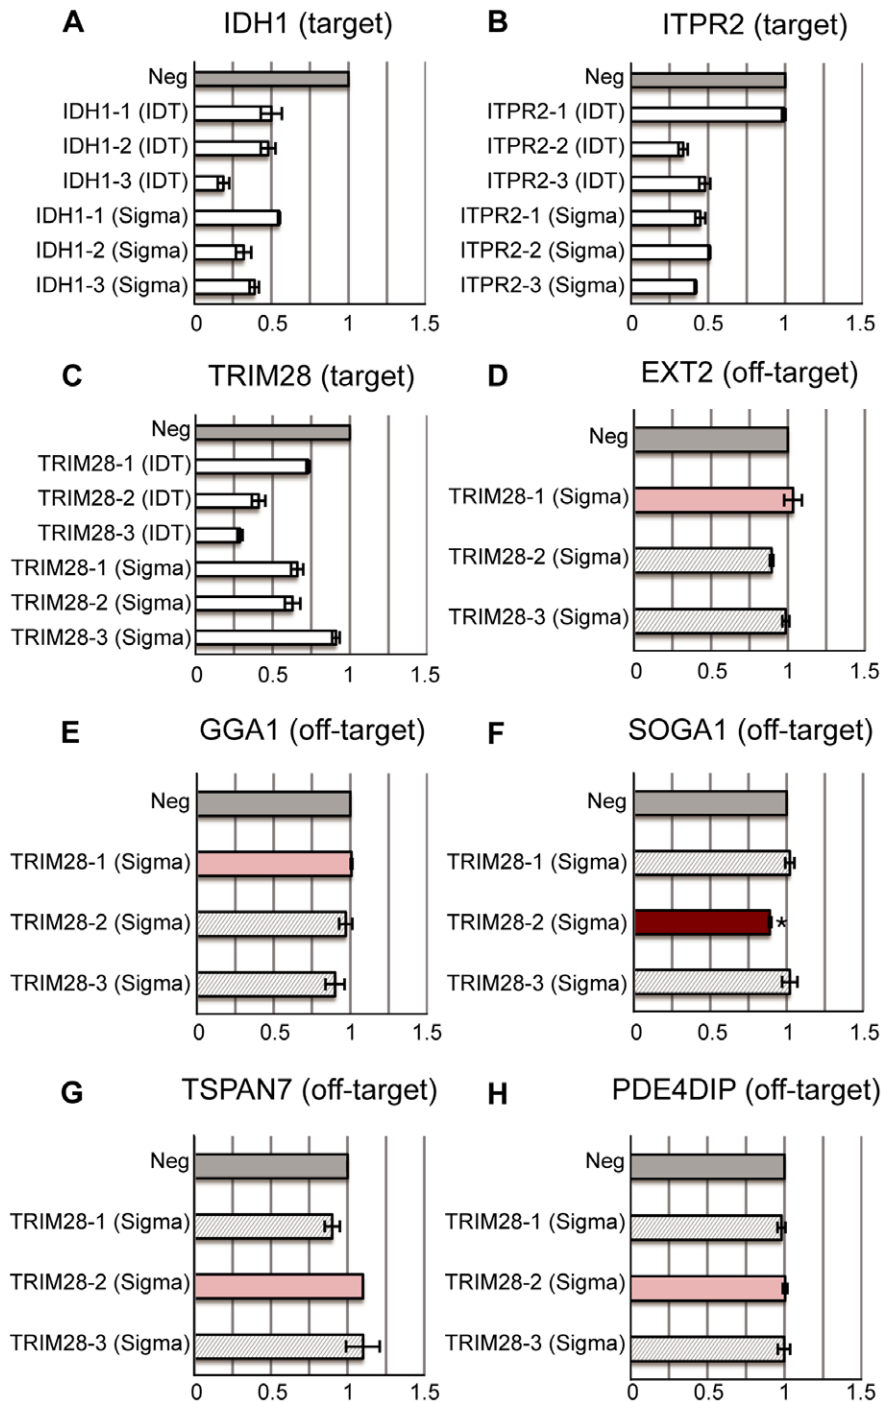 A IDH1 (target)
Neg
IDH1-1 (IDT)
IDH1-2 (IDT)
IDH1-3 (IDT)
IDH1-1 (Sigma)
IDH1-2 (Sigma)
IDH1-3 (Sigma)
0 0.5 1 1.5
B ITPR2 (target)
Neg
ITPR2-1 (IDT)
ITPR2-2 (IDT)
ITPR2-3 (IDT)
ITPR2-1 (Sigma)
ITPR2-2 (Sigma)
ITPR2-3 (Sigma)
0 0.5 1 1.5
C TRIM28 (target)
Neg
TRIM28-1 (IDT)
TRIM28-2 (IDT)
TRIM28-3 (IDT)
TRIM28-1 (Sigma)
TRIM28-2 (Sigma)
TRIM28-3 (Sigma)
0 0.5 1 1.5
D EXT2 (off-target)
Neg
TRIM28-1 (Sigma)
TRIM28-2 (Sigma)
TRIM28-3 (Sigma)
0 0.5 1 1.5
E GGA1 (off-target)
Neg
TRIM28-1 (Sigma)
TRIM28-2 (Sigma)
TRIM28-3 (Sigma)
0 0.5 1 1.5
F SOGA1 (off-target)
Neg
TRIM28-1 (Sigma)
TRIM28-2 (Sigma) *
TRIM28-3 (Sigma)
0 0.5 1 1.5
G TSPAN7 (off-target)
Neg
TRIM28-1 (Sigma)
TRIM28-2 (Sigma)
TRIM28-3 (Sigma)
0 0.5 1 1.5
H PDE4DIP (off-target)
Neg
TRIM28-1 (Sigma)
TRIM28-2 (Sigma)
TRIM28-3 (Sigma)
0 0.5 1 1.5